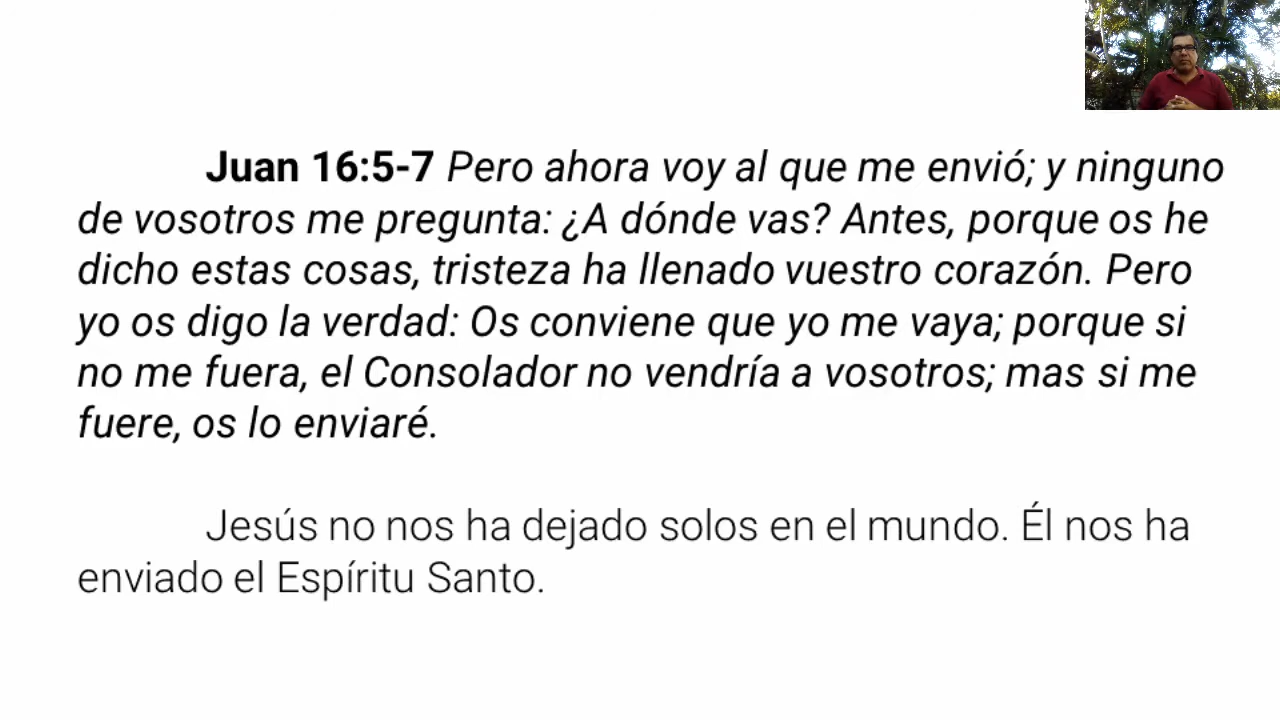 Juan 16:5-7 Pero ahora voy al que me envió; y ninguno
de vosotros me pregunta: ¿A dónde vas? Antes, porque os he
dicho estas cosas, tristeza ha llenado vuestro corazón. Pero
yo os digo la verdad: Os conviene que yo me vaya; porque si
no me fuera, el Consolador no vendría a vosotros; mas si me
fuere, os lo enviaré.
Jesús no nos ha dejado solos en el mundo. Él nos ha
enviado el Espíritu Santo.